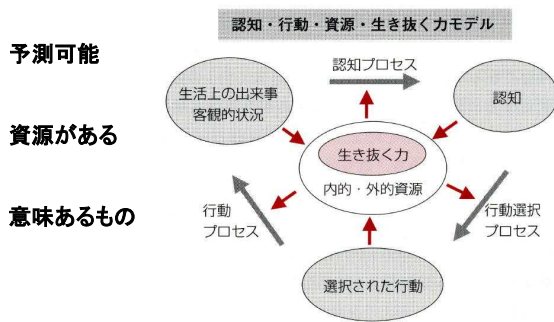 認知・行動・資源・生き抜く力モデル
予測可能
資源がある
意味あるもの
認知プロセス
生活上の出来事
客観的状況
認知
生き抜く力
内的・外的資源
行動
プロセス
行動選択
プロセス
選択された行動